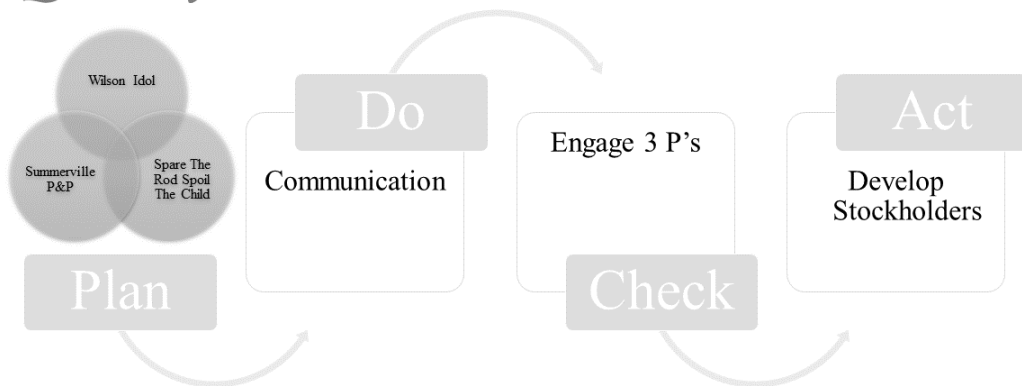 Wilson Idol
Summerville
P&P
Spare The
Rod Spoil
The Child
Plan
Do
Communication
Engage 3 P’s
Check
Act
Develop
Stockholders